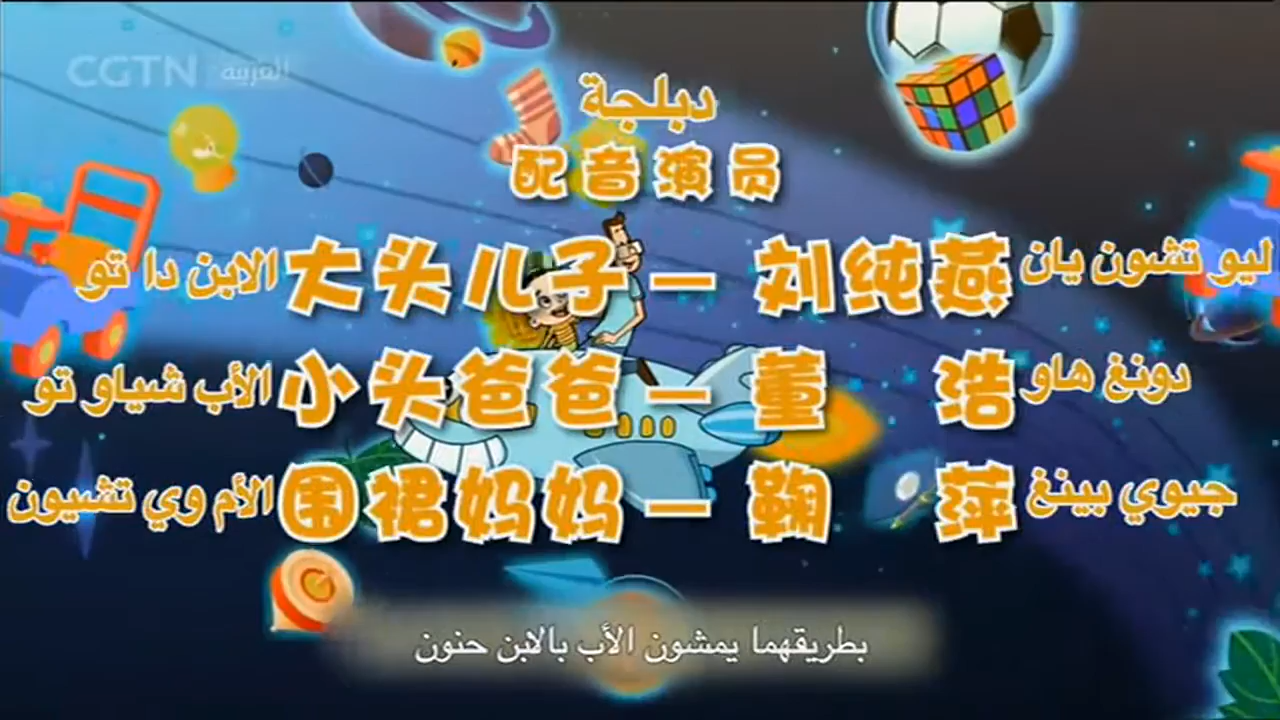 CGTN العربية
دبلجة
配音演员
الابن دا تو 大头儿子 — 刘纯燕 ليو تشون يان
الأب شياو تو 小头爸爸 — 董 浩 دونغ هاو
الأم وي تشيون 围裙妈妈 — 鞠 萍 جيوي بينغ
بطريقهما يمشون الأب بالابن حنون